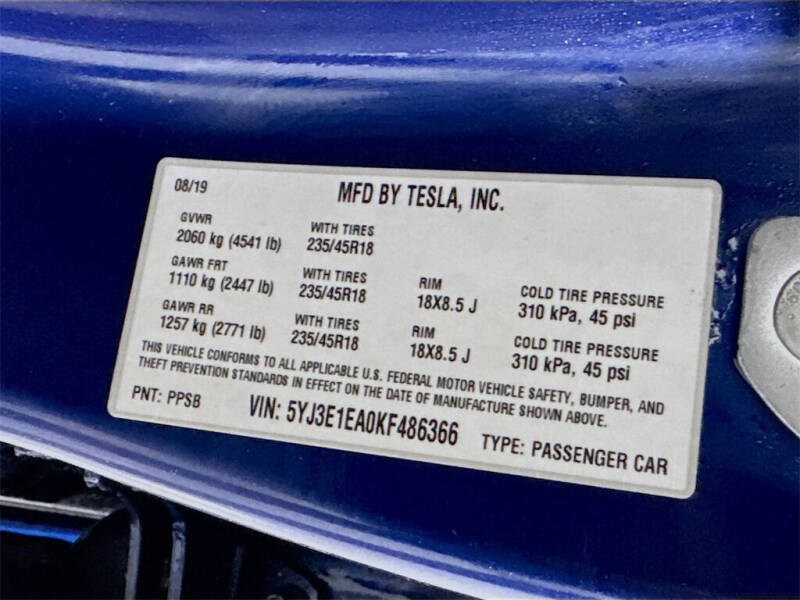 08/19
MFD BY TESLA, INC.
GVWR
2060 kg (4541 lb)
WITH TIRES
235/45R18
GAWR FRT
1110 kg (2447 lb)
WITH TIRES
235/45R18
RIM
18X8.5 J
COLD TIRE PRESSURE
310 kPa, 45 psi
GAWR RR
1257 kg (2771 lb)
WITH TIRES
235/45R18
RIM
18X8.5 J
COLD TIRE PRESSURE
310 kPa, 45 psi
THIS VEHICLE CONFORMS TO ALL APPLICABLE U.S. FEDERAL MOTOR VEHICLE SAFETY, BUMPER, AND
THEFT PREVENTION STANDARDS IN EFFECT ON THE DATE OF MANUFACTURE SHOWN ABOVE.
PNT: PPSB
VIN: 5YJ3E1EA0KF486366
TYPE: PASSENGER CAR